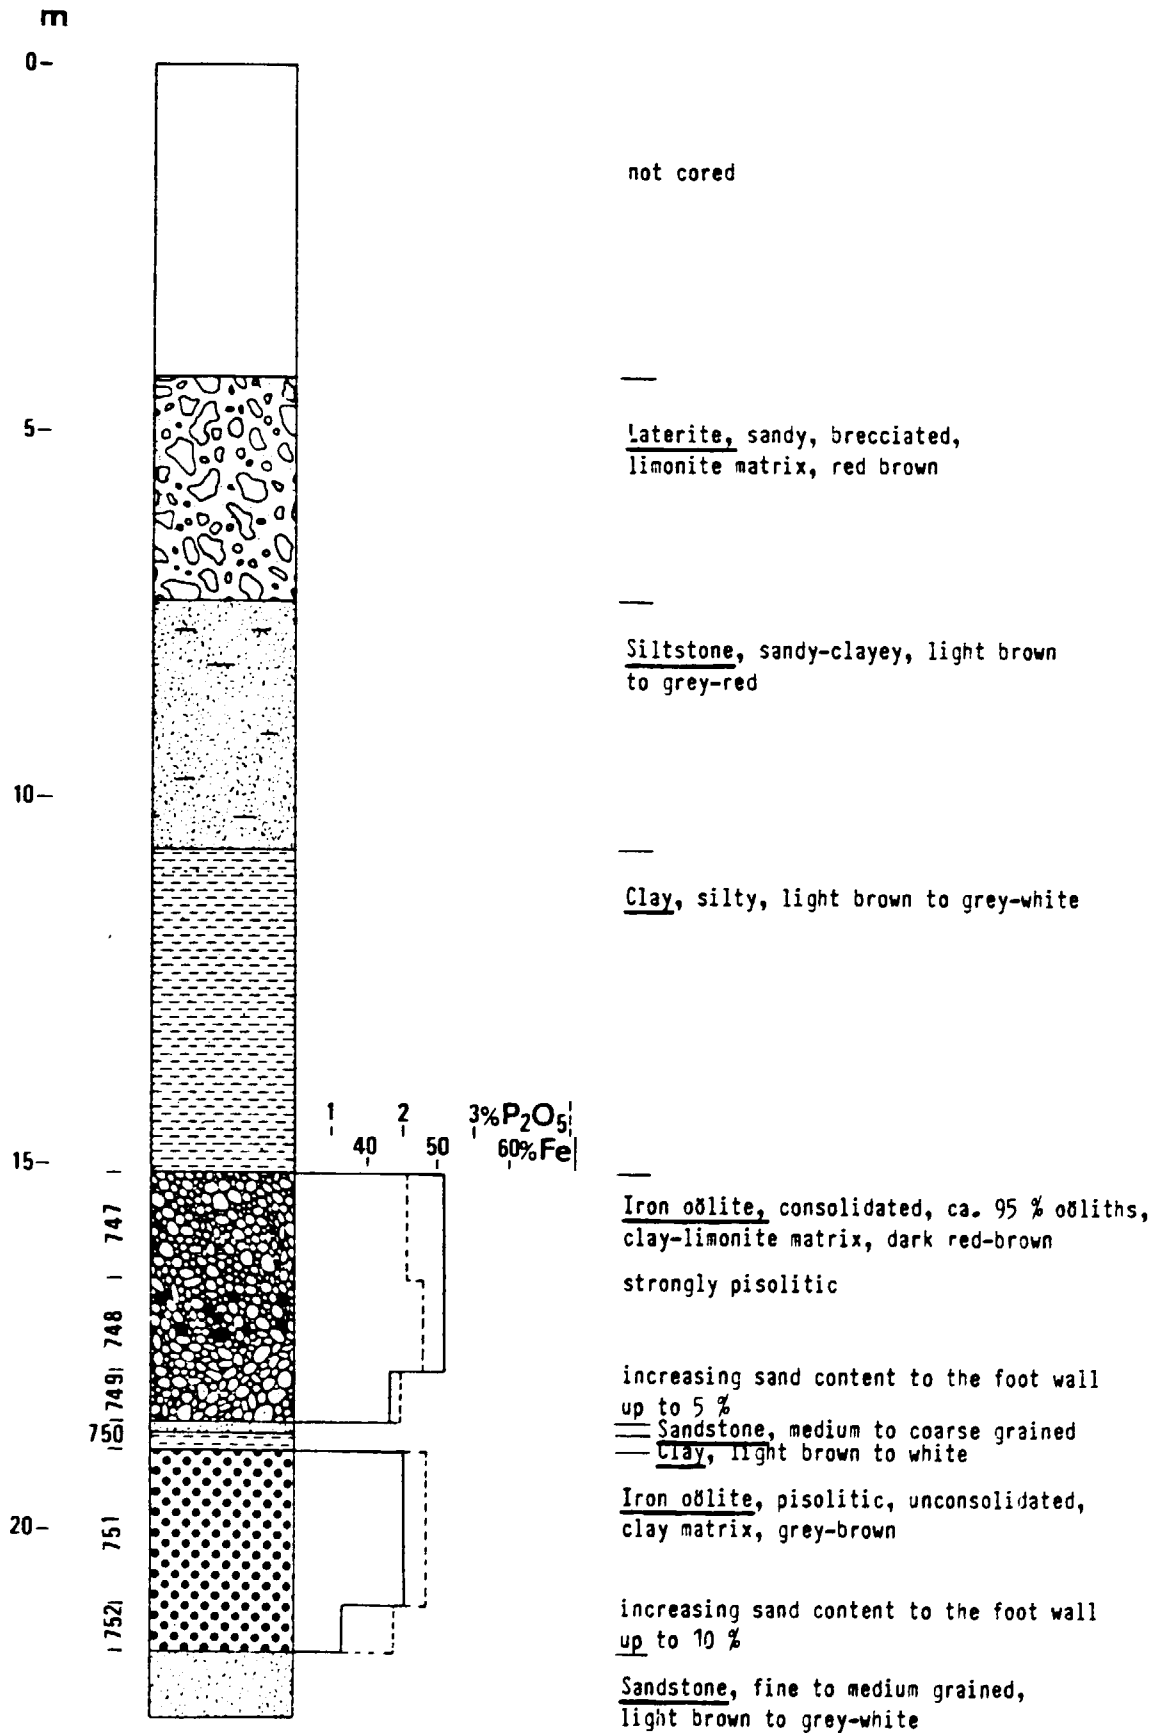 m
0-
not cored
5-
Laterite, sandy, brecciated,
limonite matrix, red brown
Siltstone, sandy-clayey, light brown
to grey-red
10-
Clay, silty, light brown to grey-white
1 2 3%P₂O₅
40 50 60%Fe
15-
747
Iron oölite, consolidated, ca. 95 % oöliths,
clay-limonite matrix, dark red-brown
strongly pisolitic
748
749
increasing sand content to the foot wall
up to 5 %
750
Sandstone, medium to coarse grained
Clay, light brown to white
Iron oölite, pisolitic, unconsolidated,
clay matrix, grey-brown
20-
751
752
increasing sand content to the foot wall
up to 10 %
Sandstone, fine to medium grained,
light brown to grey-white